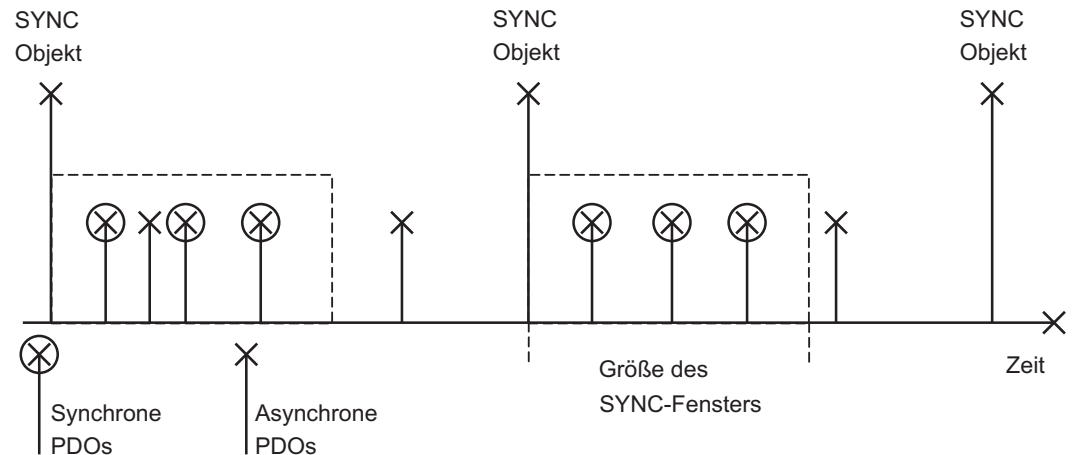 SYNC
Objekt
SYNC
Objekt
SYNC
Objekt
Größe des
SYNC-Fensters
Zeit
Synchrone
PDOs
Asynchrone
PDOs